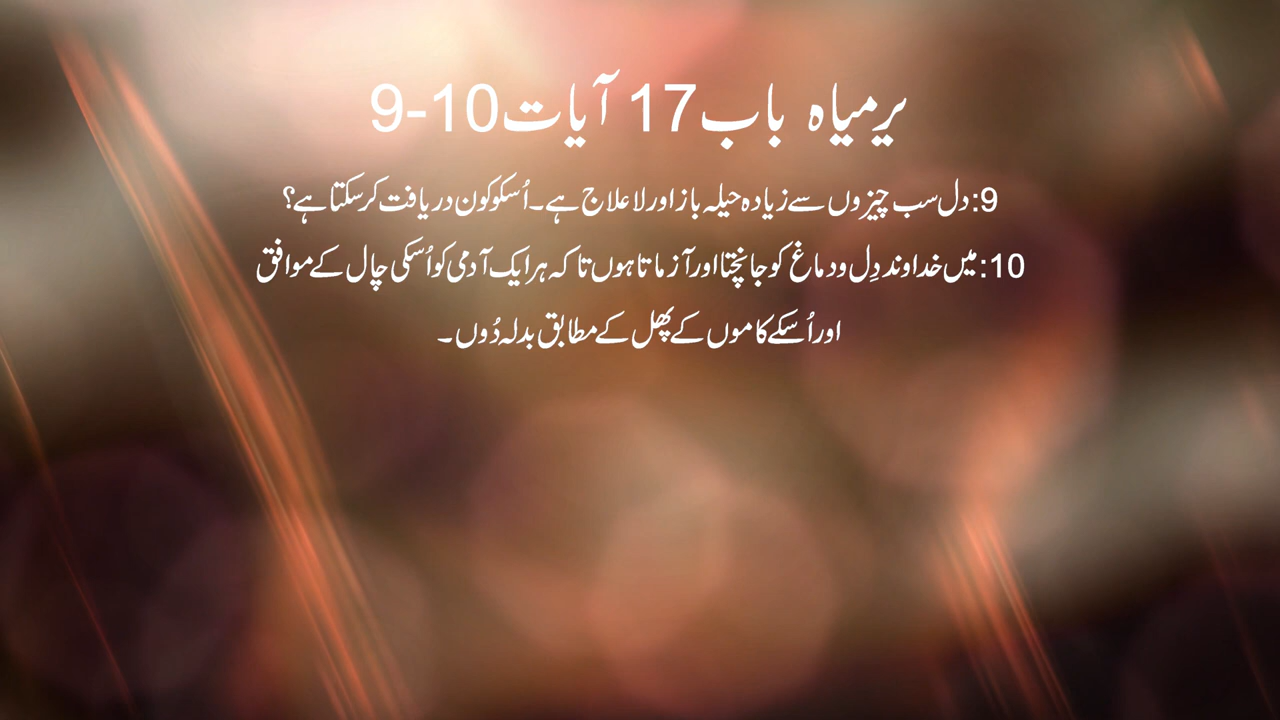 یرمیاہ باب 17 آیات 10-9
9: دل سب چیزوں سے زیادہ حیلہ باز اور لاعلاج ہے۔ اُسکو کون دریافت کر سکتا ہے؟
10: میں خداوند دِل و دماغ کو جانچتا اور آزماتا ہوں تاکہ ہر ایک آدمی کو اُسکی چال کے موافق
اور اُسکے کاموں کے پھل کے مطابق بدلہ دُوں۔